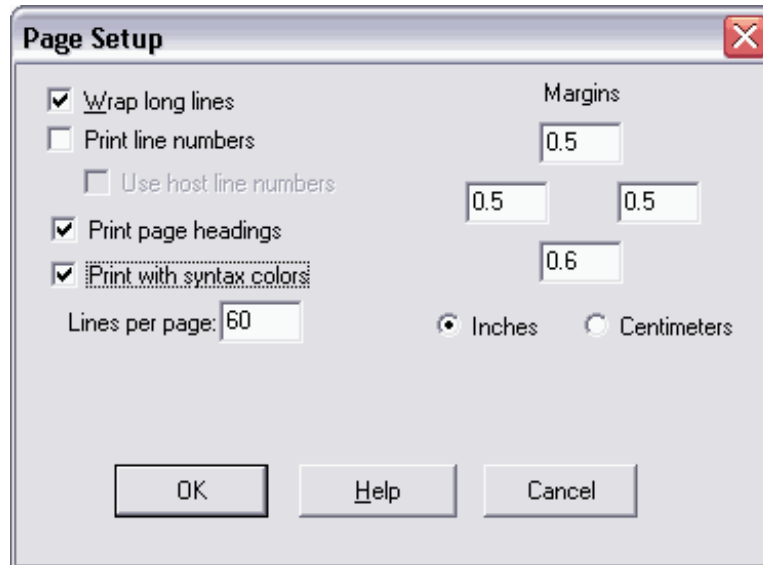 Page Setup
Wrap long lines
Margins
Print line numbers
0.5
Use host line numbers
0.5
0.5
Print page headings
0.6
Print with syntax colors
Lines per page: 60
Inches
Centimeters
OK
Help
Cancel